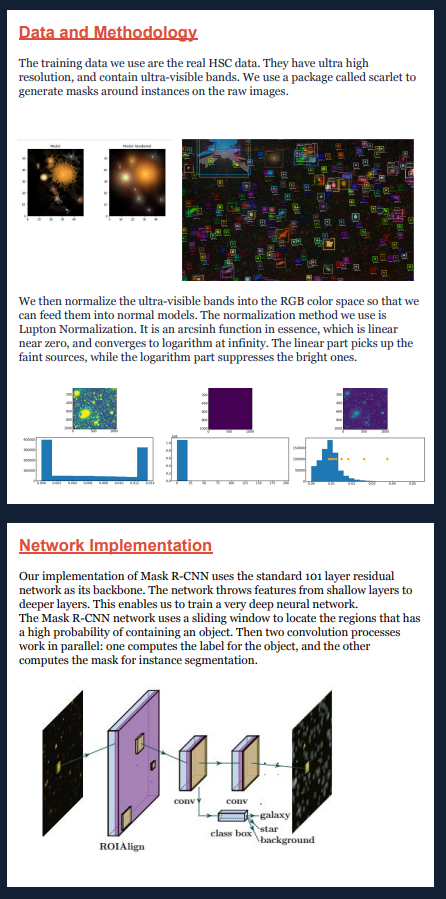 Data and Methodology
The training data we use are the real HSC data. They have ultra high
resolution, and contain ultra-visible bands. We use a package called scarlet to
generate masks around instances on the raw images.
Model
Model Rendered
We then normalize the ultra-visible bands into the RGB color space so that we
can feed them into normal models. The normalization method we use is
Lupton Normalization. It is an arcsinh function in essence, which is linear
near zero, and converges to logarithm at infinity. The linear part picks up the
faint sources, while the logarithm part suppresses the bright ones.
Network Implementation
Our implementation of Mask R-CNN uses the standard 101 layer residual
network as its backbone. The network throws features from shallow layers to
deeper layers. This enables us to train a very deep neural network.
The Mask R-CNN network uses a sliding window to locate the regions that has
a high probability of containing an object. Then two convolution processes
work in parallel: one computes the label for the object, and the other
computes the mask for instance segmentation.
conv conv
galaxy
class box star
background
ROIAlign